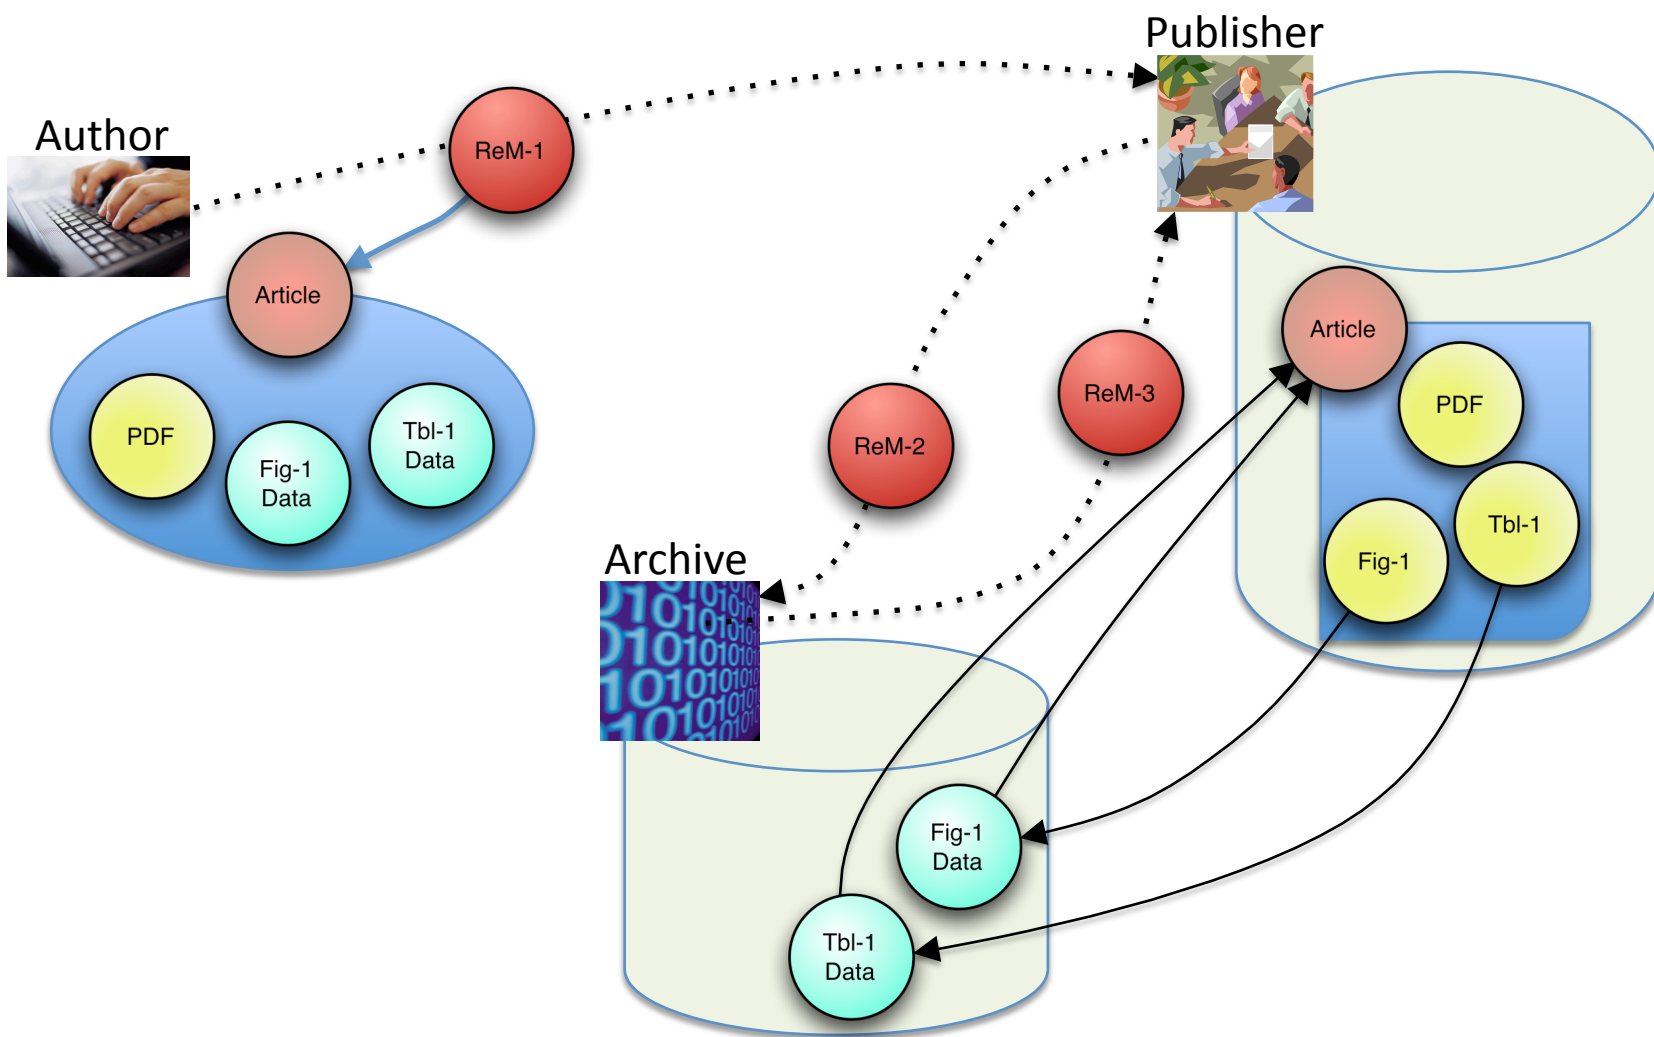 Publisher
Author
ReM-1
Article
Article
ReM-3
PDF
ReM-2
PDF
Tbl-1
Data
Fig-1
Data
Tbl-1
Fig-1
Archive
Fig-1
Data
Tbl-1
Data